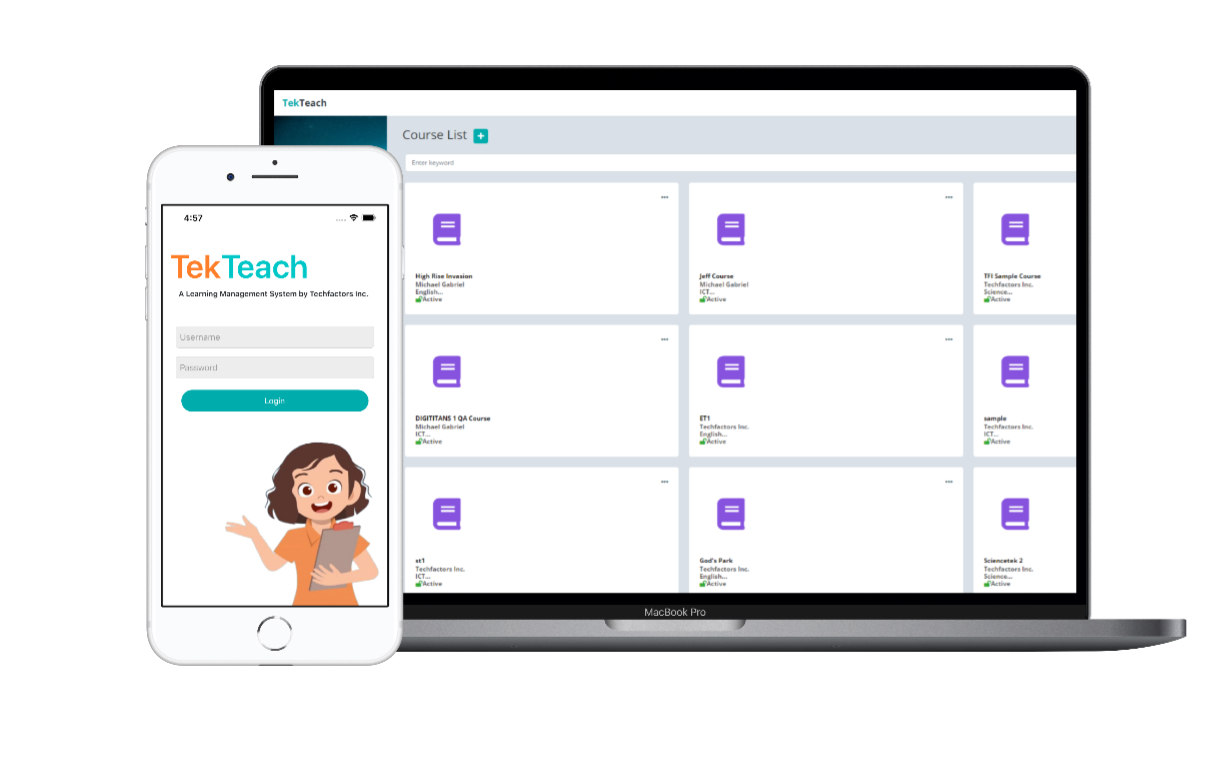 TekTeach
Course List +
Enter keyword
High Rise Invasion
Michael Gabriel
English...
Active
Jeff Course
Michael Gabriel
ICT...
Active
TFI Sample Course
Techfactors Inc.
Science...
Active
DIGITITANS 1 QA Course
Michael Gabriel
ICT...
Active
ET1
Techfactors Inc.
English...
Active
sample
Techfactors Inc.
ICT...
Active
st1
Techfactors Inc.
ICT...
Active
God's Park
Techfactors Inc.
English...
Active
Sciencetek 2
Techfactors Inc.
Science...
Active
MacBook Pro
4:57
TekTeach
A Learning Management System by Techfactors Inc.
Username
Password
Login